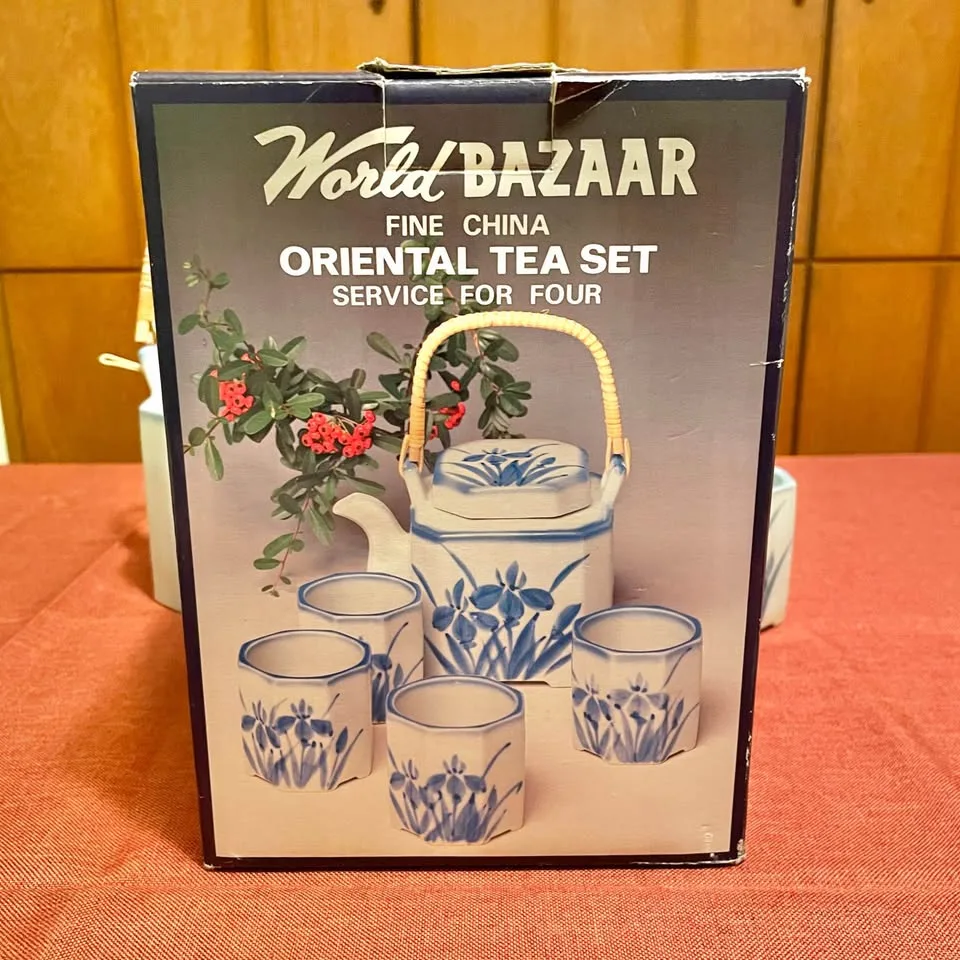 World BAZAAR
FINE CHINA
ORIENTAL TEA SET
SERVICE FOR FOUR